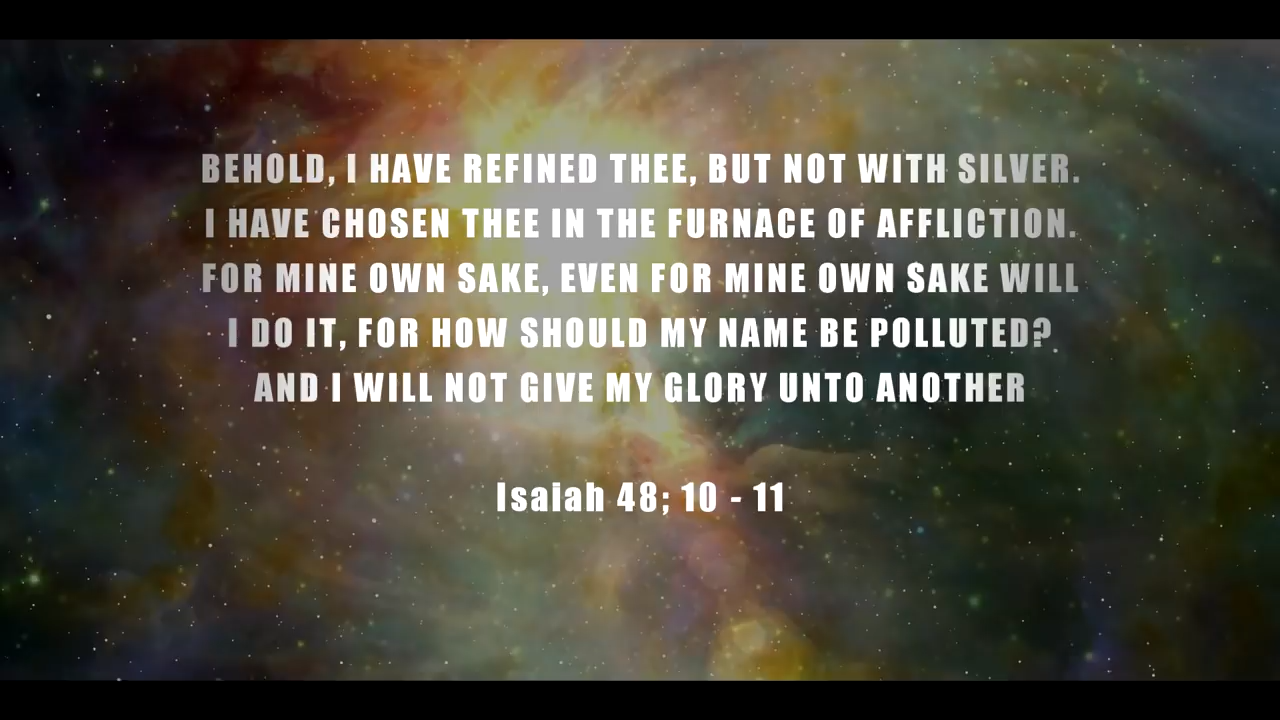 BEHOLD, I HAVE REFINED THEE, BUT NOT WITH SILVER.
I HAVE CHOSEN THEE IN THE FURNACE OF AFFLICTION.
FOR MINE OWN SAKE, EVEN FOR MINE OWN SAKE WILL
I DO IT, FOR HOW SHOULD MY NAME BE POLLUTED?
AND I WILL NOT GIVE MY GLORY UNTO ANOTHER
Isaiah 48; 10 - 11